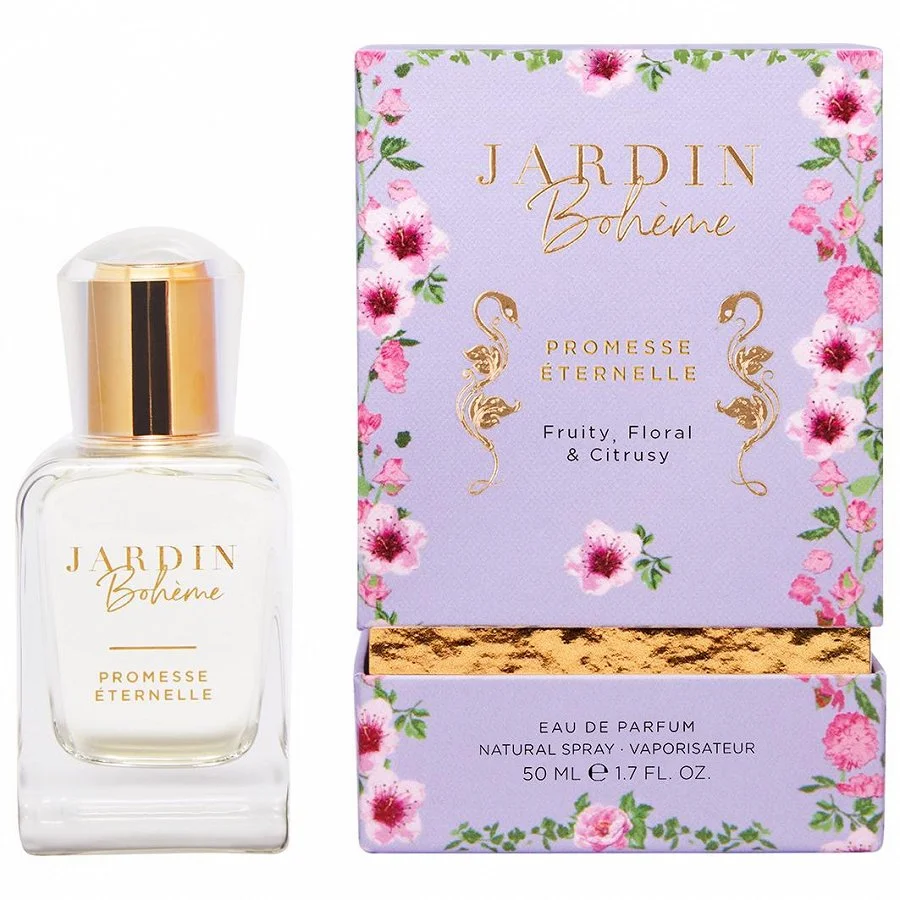 JARDIN
Bohème
PROMESSE
ÉTERNELLE
JARDIN
Bohème
PROMESSE
ÉTERNELLE
Fruity, Floral
& Citrusy
EAU DE PARFUM
NATURAL SPRAY · VAPORISATEUR
50 ML ℮ 1.7 FL. OZ.